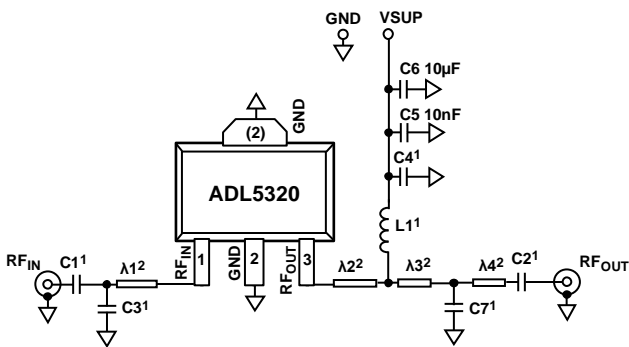 GND VSUP
C6 10µF
C5 10nF
C4¹
L1¹
GND
(2)
ADL5320
RF_IN
C1¹
λ1²
C3¹
RF_IN
1
GND
2
RF_OUT
3
λ2²
λ3²
λ4²
C2¹
C7¹
RF_OUT